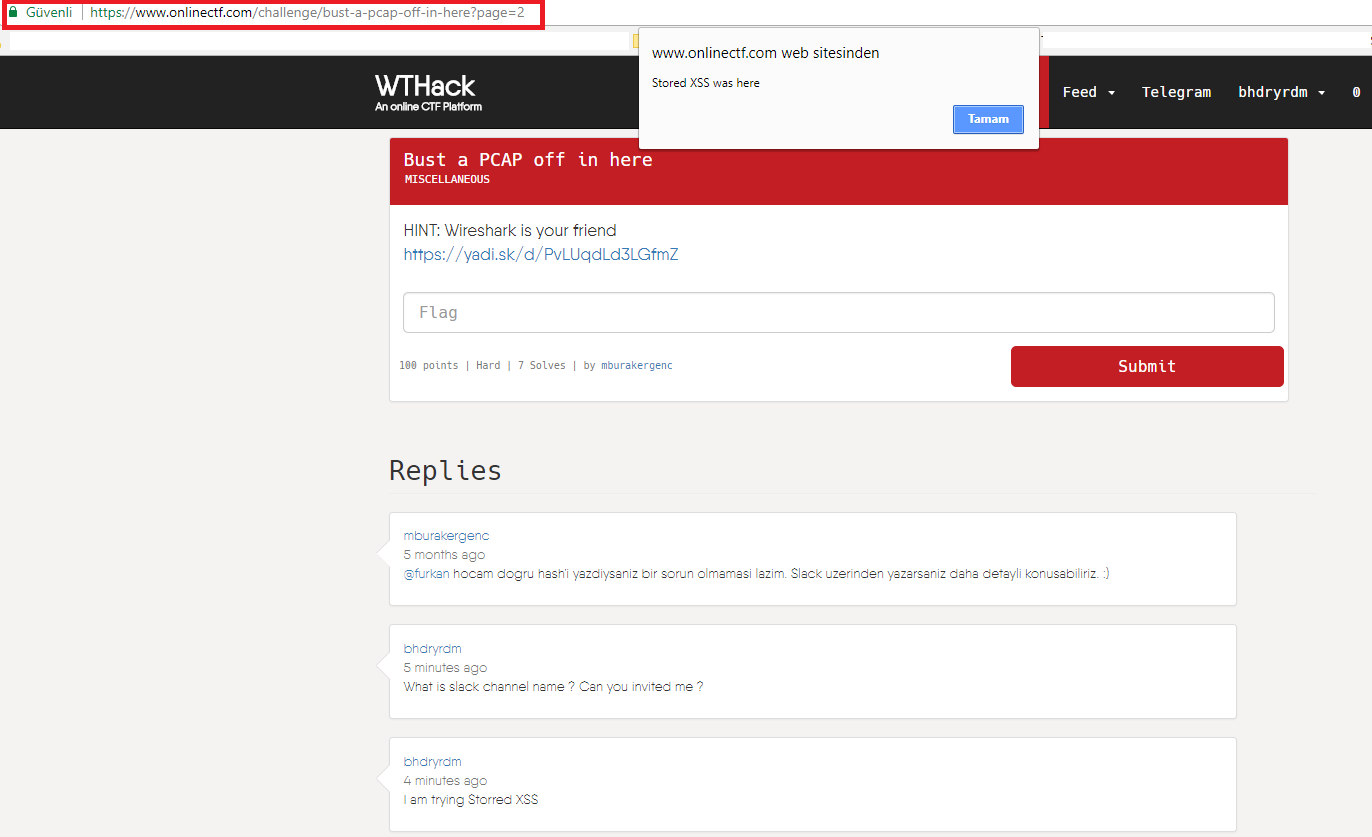 Güvenli https://www.onlinectf.com/challenge/bust-a-pcap-off-in-here?page=2
www.onlinectf.com web sitesinden
Stored XSS was here
Tamam
WTHack
An online CTF Platform
Feed Telegram bhdryrdm 0
Bust a PCAP off in here
MISCELLANEOUS
HINT: Wireshark is your friend
https://yadi.sk/d/PvLUqdLd3LGfmZ
Flag
100 points | Hard | 7 Solves | by mburakergenc
Submit
Replies
mburakergenc
5 months ago
@furkan hocam dogru hash'i yazdiysaniz bir sorun olmamasi lazim. Slack uzerinden yazarsaniz daha detayli konusabiliriz. :)
bhdryrdm
5 minutes ago
What is slack channel name ? Can you invited me ?
bhdryrdm
4 minutes ago
I am trying Storred XSS